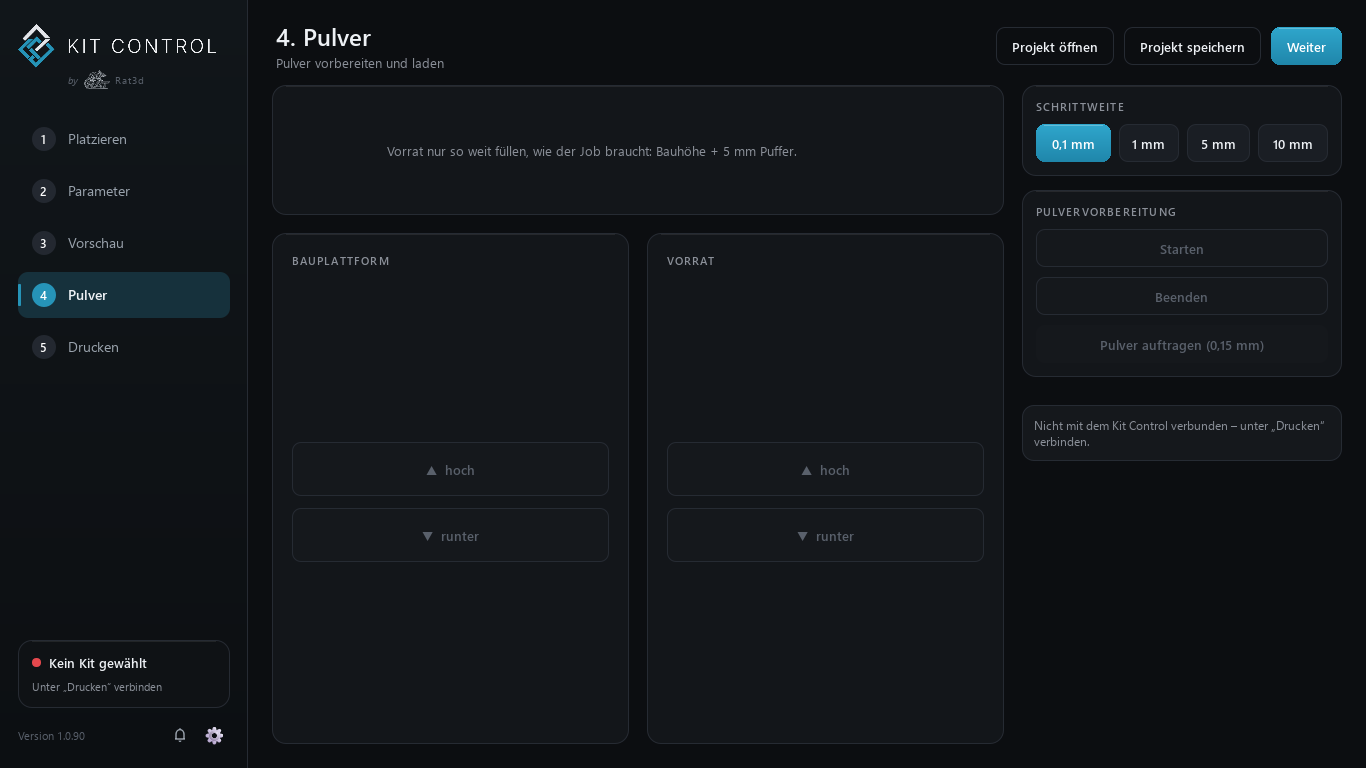 KIT CONTROL
by Rat3d
1 Platzieren
2 Parameter
3 Vorschau
4 Pulver
5 Drucken
Kein Kit gewählt
Unter „Drucken“ verbinden
Version 1.0.90
4. Pulver
Pulver vorbereiten und laden
Projekt öffnen
Projekt speichern
Weiter
Vorrat nur so weit füllen, wie der Job braucht: Bauhöhe + 5 mm Puffer.
BAUPLATTFORM
▲ hoch
▼ runter
VORRAT
▲ hoch
▼ runter
SCHRITTWEITE
0,1 mm
1 mm
5 mm
10 mm
PULVERVORBEREITUNG
Starten
Beenden
Pulver auftragen (0,15 mm)
Nicht mit dem Kit Control verbunden – unter „Drucken“
verbinden.